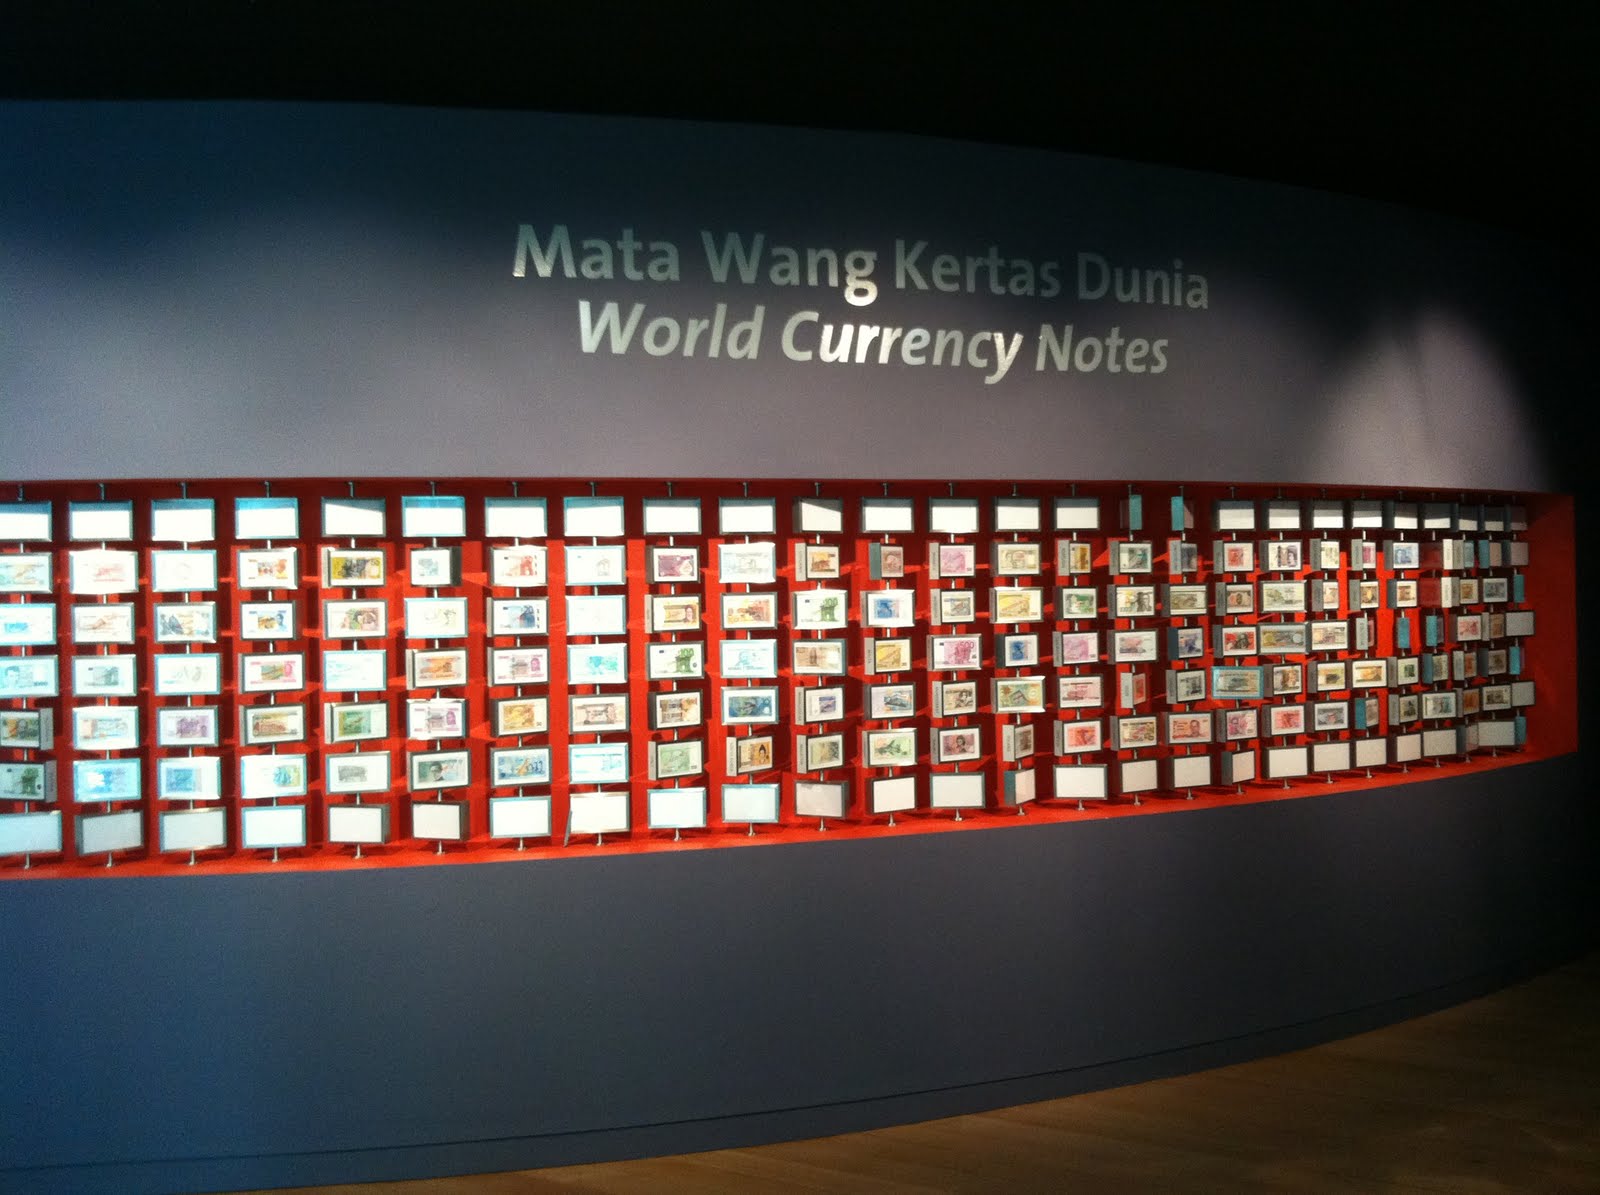 Mata Wang Kertas Dunia
World Currency Notes